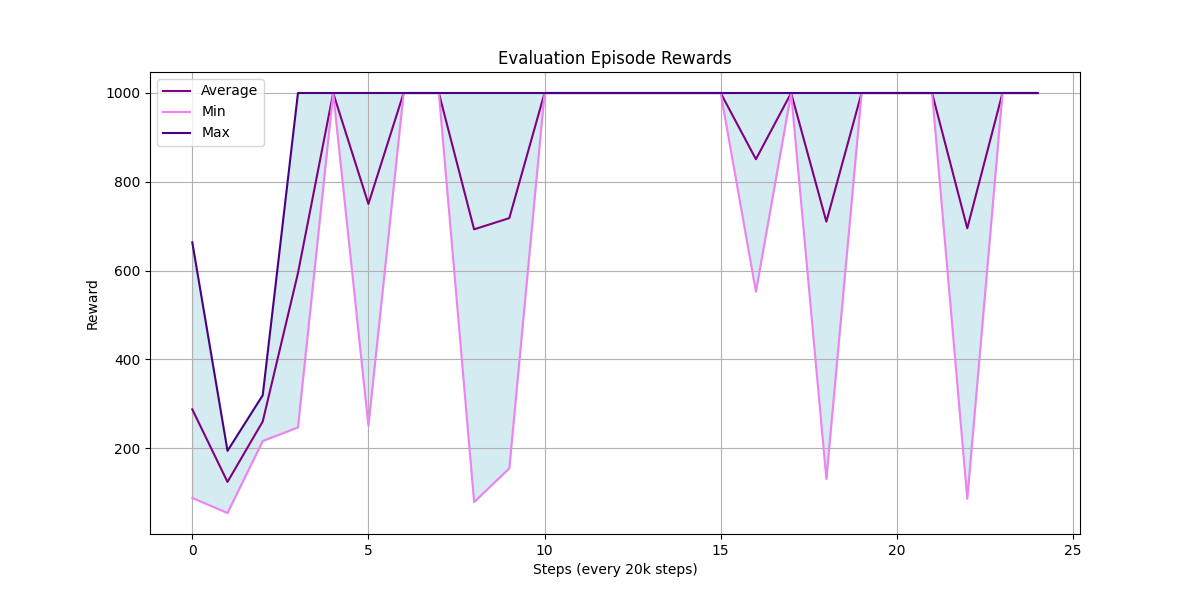 Evaluation Episode Rewards
Average
Min
Max
1000
800
600
400
200
Reward
0 5 10 15 20 25
Steps (every 20k steps)